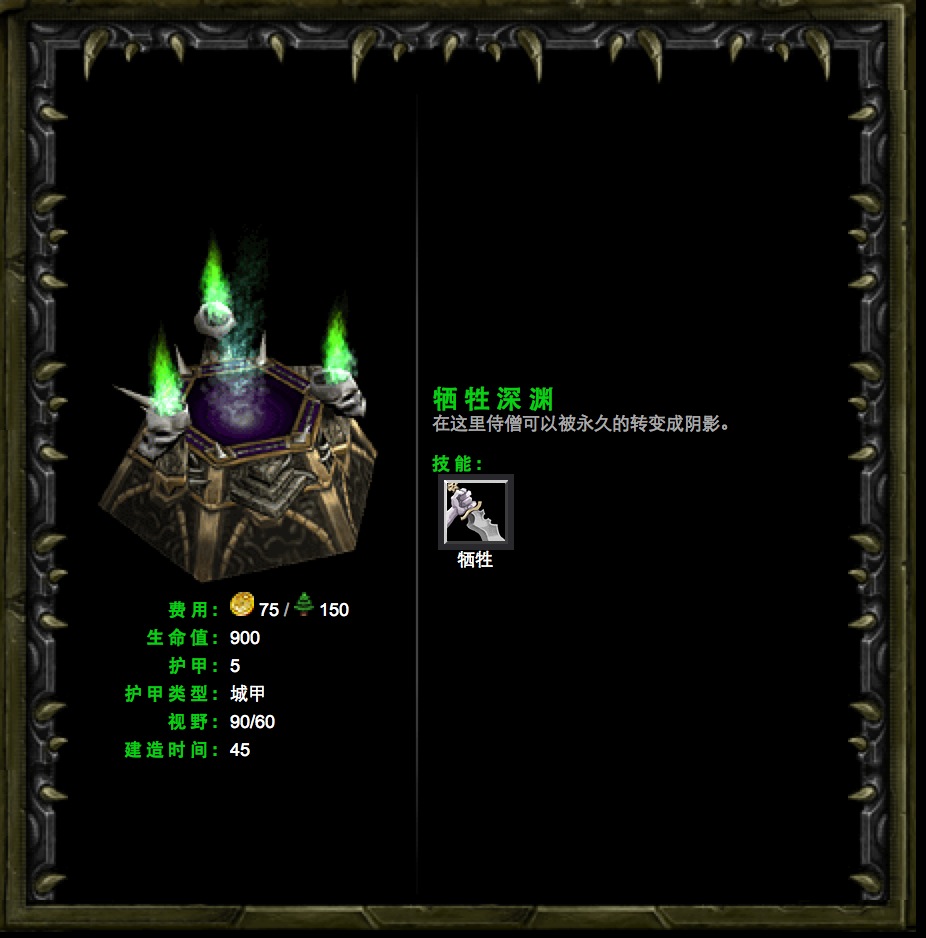 牺牲深渊
在这里侍僧可以被永久的转变成阴影。
技能：
牺牲
费用： 75 / 150
生命值： 900
护甲： 5
护甲类型： 城甲
视野： 90/60
建造时间： 45